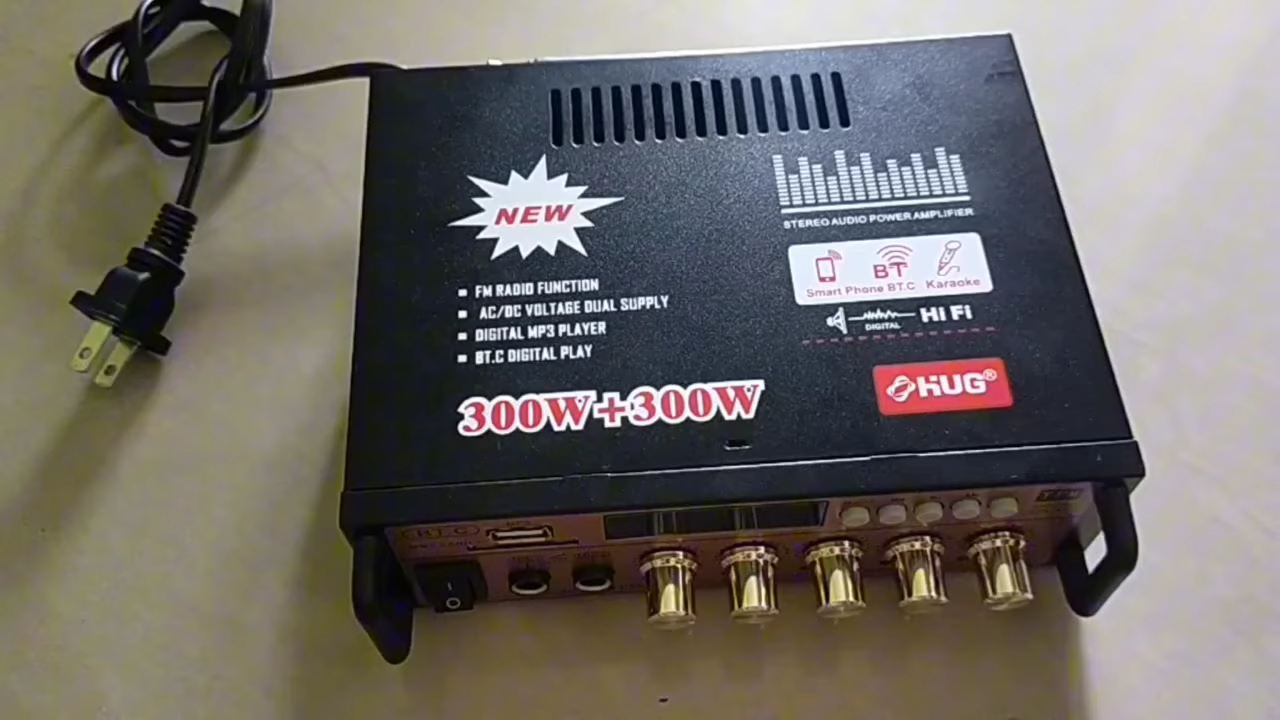 NEW
STEREO AUDIO POWER AMPLIFIER
BT
Smart Phone BT.C Karaoke
DIGITAL
Hi Fi
FM RADIO FUNCTION
AC/DC VOLTAGE DUAL SUPPLY
DIGITAL MP3 PLAYER
BT.C DIGITAL PLAY
300W+300W
HUG®
B.T.C